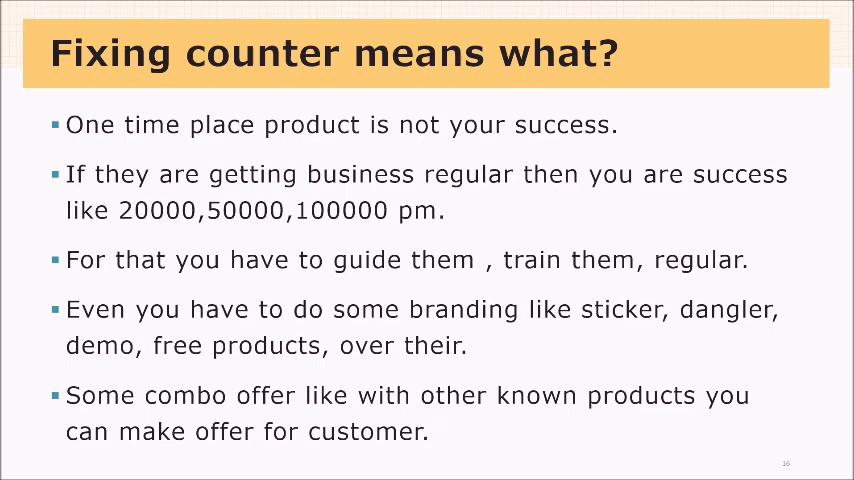 Fixing counter means what?
One time place product is not your success.
If they are getting business regular then you are success
like 20000,50000,100000 pm.
For that you have to guide them , train them, regular.
Even you have to do some branding like sticker, dangler,
demo, free products, over their.
Some combo offer like with other known products you
can make offer for customer.
16